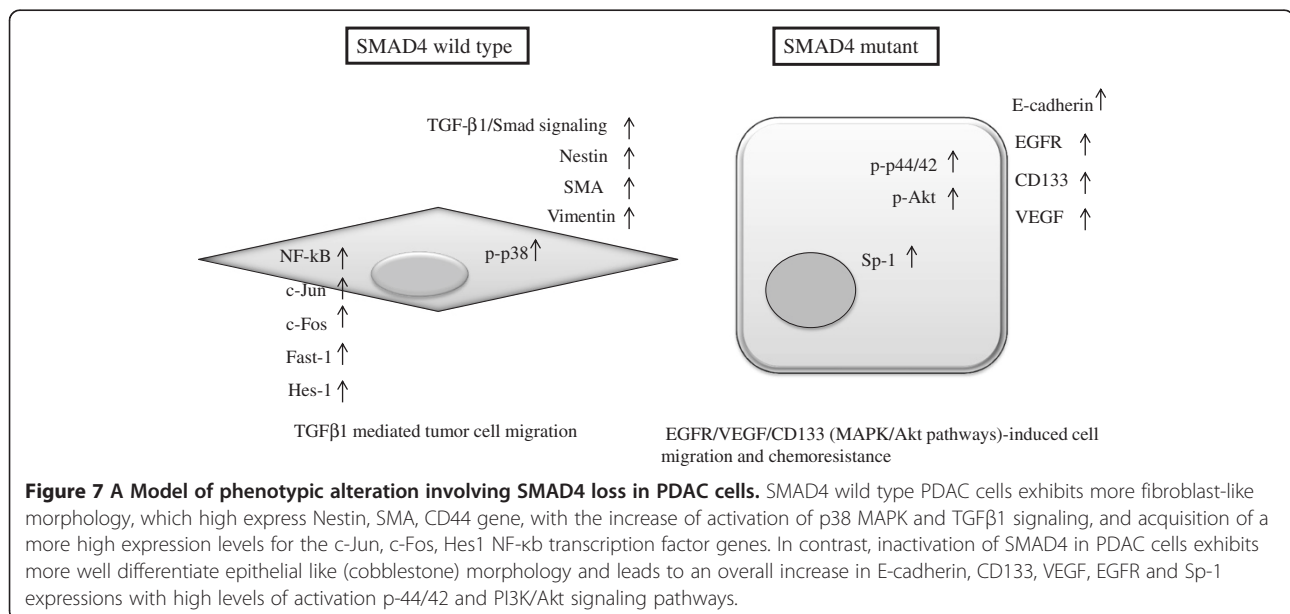 SMAD4 wild type
SMAD4 mutant
TGF-β1/Smad signaling ↑
Nestin ↑
SMA ↑
Vimentin ↑
NF-kB ↑
p-p38 ↑
c-Jun ↑
c-Fos ↑
Fast-1 ↑
Hes-1 ↑
TGFβ1 mediated tumor cell migration
E-cadherin ↑
EGFR ↑
CD133 ↑
VEGF ↑
p-p44/42 ↑
p-Akt ↑
Sp-1 ↑
EGFR/VEGF/CD133 (MAPK/Akt pathways)-induced cell
migration and chemoresistance
Figure 7 A Model of phenotypic alteration involving SMAD4 loss in PDAC cells. SMAD4 wild type PDAC cells exhibits more fibroblast-like
morphology, which high express Nestin, SMA, CD44 gene, with the increase of activation of p38 MAPK and TGFβ1 signaling, and acquisition of a
more high expression levels for the c-Jun, c-Fos, Hes1 NF-κb transcription factor genes. In contrast, inactivation of SMAD4 in PDAC cells exhibits
more well differentiate epithelial like (cobblestone) morphology and leads to an overall increase in E-cadherin, CD133, VEGF, EGFR and Sp-1
expressions with high levels of activation p-44/42 and PI3K/Akt signaling pathways.